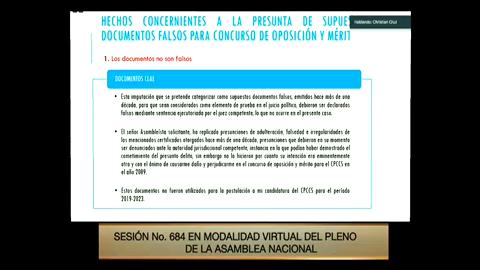 HECHOS CONCERNIENTES A LA PRESUNTA DE SUPUES
DOCUMENTOS FALSOS PARA CONCURSO DE OPOSICIÓN Y MÉRIT
Hablando: Christian Cruz
1. Los documentos no son falsos
DOCUMENTOS CLAE
• Esta imputación que se pretende categorizar como supuestos documentos falsos, emitidos hace más de una
década, para que sean considerados como elemento de prueba en el juicio político, debieron ser declarados
falsos mediante sentencia ejecutoriada por el juez competente, lo que no ocurre en el presente caso.
• El señor Asambleísta solicitante, ha replicado presunciones de adulteración, falsedad e irregularidades de
los mencionados certificados otorgados hace más de una década, presunciones que debieron en su momento
ser denunciados ante la autoridad jurisdiccional competente, instancia en la que podían haber demostrado el
cometimiento del presunto delito, sin embargo no lo hicieron por cuanto su intención era eminentemente
otra y con el ánimo de causarme daño y perjudicarme en el concurso de oposición y mérito para el CPCCS en
el año 2009.
• Estos documentos no fueron utilizados para la postulación a mi candidatura del CPCCS para el período
2019-2023.
SESIÓN No. 684 EN MODALIDAD VIRTUAL DEL PLENO
DE LA ASAMBLEA NACIONAL